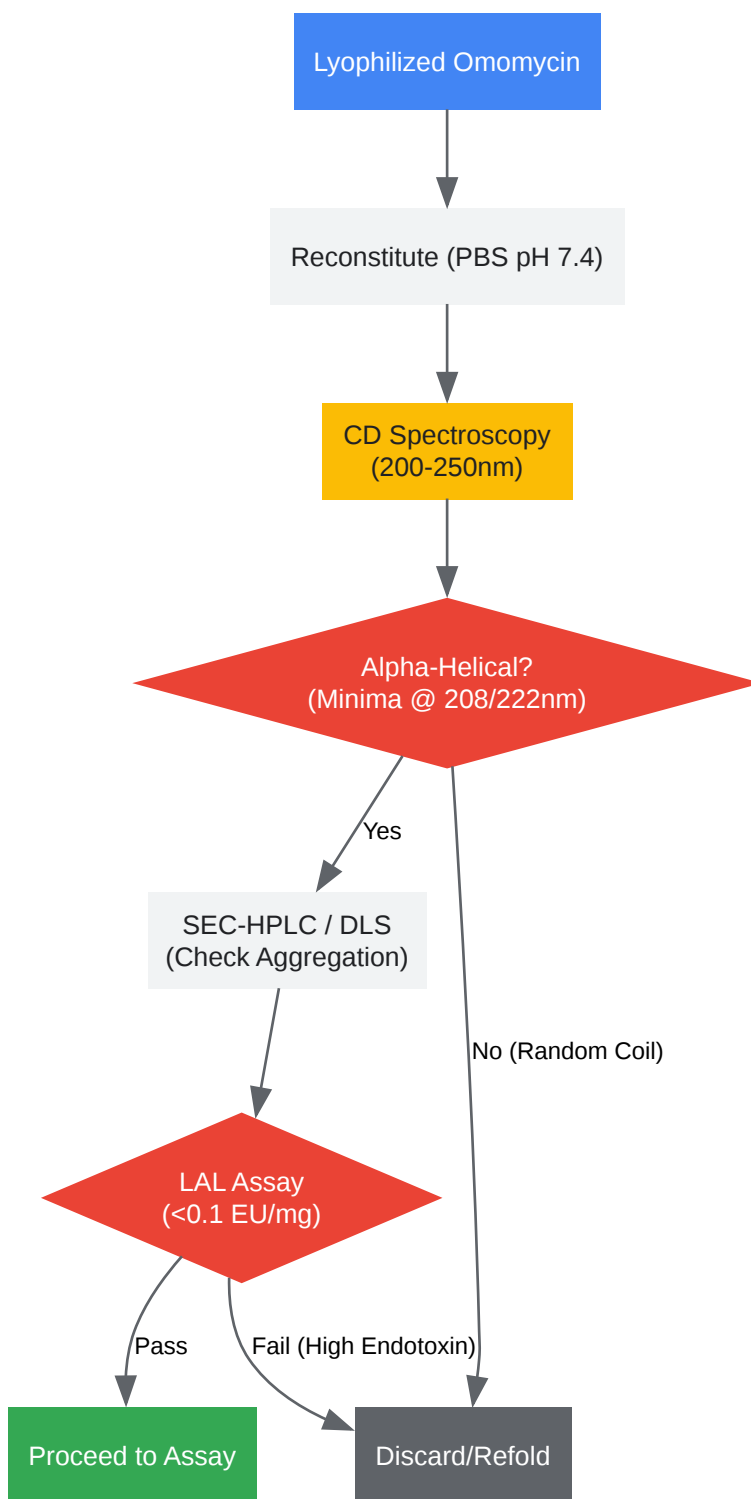 Lyophilized Omomycin
Reconstitute (PBS pH 7.4)
CD Spectroscopy
(200-250nm)
Alpha-Helical?
(Minima @ 208/222nm)
Yes
SEC-HPLC / DLS
(Check Aggregation)
No (Random Coil)
LAL Assay
(<0.1 EU/mg)
Pass
Fail (High Endotoxin)
Proceed to Assay
Discard/Refold